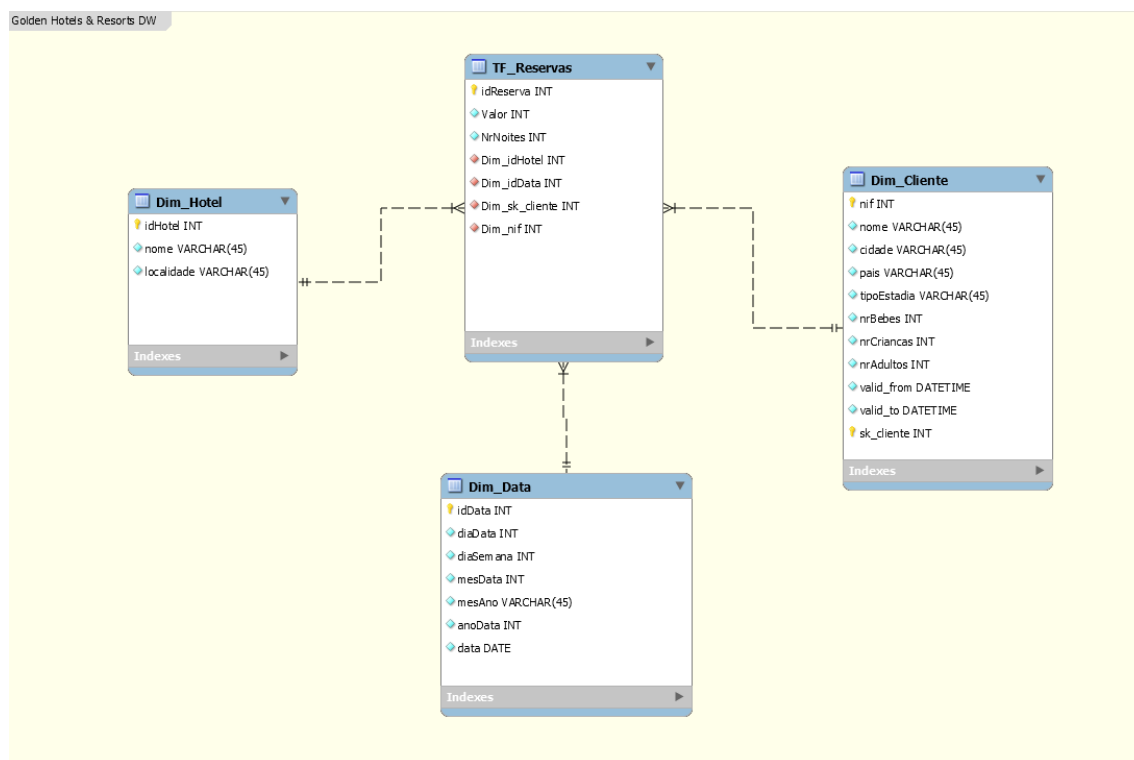 Golden Hotels & Resorts DW
TF_Reservas
idReserva INT
Valor INT
NrNoites INT
Dim_idHotel INT
Dim_idData INT
Dim_sk_cliente INT
Dim_nif INT
Indexes
Dim_Hotel
idHotel INT
nome VARCHAR(45)
localidade VARCHAR(45)
Indexes
Dim_Cliente
nif INT
nome VARCHAR(45)
cidade VARCHAR(45)
pais VARCHAR(45)
tipoEstadia VARCHAR(45)
nrBebes INT
nrCriancas INT
nrAdultos INT
valid_from DATETIME
valid_to DATETIME
sk_cliente INT
Indexes
Dim_Data
idData INT
diaData INT
diaSemana INT
mesData INT
mesAno VARCHAR(45)
anoData INT
data DATE
Indexes